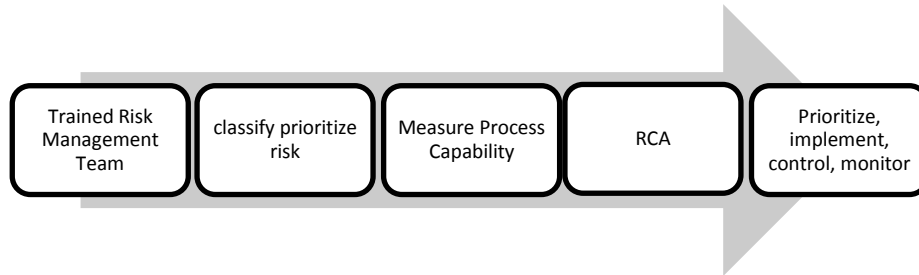 Trained Risk
Management
Team
classify prioritize
risk
Measure Process
Capability
RCA
Prioritize,
implement,
control, monitor